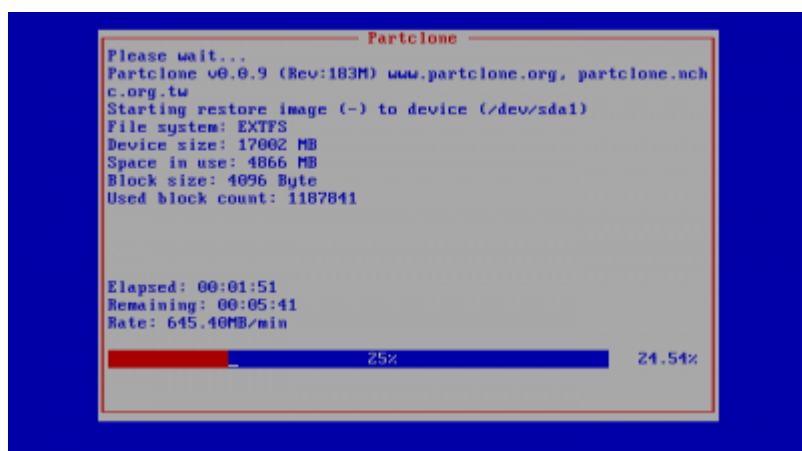 Partclone
Please wait...
Partclone v0.0.9 (Rev:183M) www.partclone.org, partclone.nch
c.org.tw
Starting restore image (-) to device (/dev/sda1)
File system: EXTFS
Device size: 17002 MB
Space in use: 4866 MB
Block size: 4096 Byte
Used block count: 1187841
Elapsed: 00:01:51
Remaining: 00:05:41
Rate: 645.40MB/min
25% 24.54%